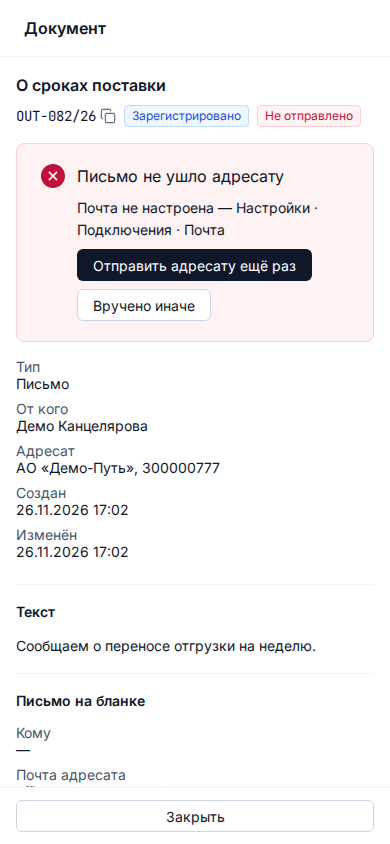 Документ
О сроках поставки
OUT-082/26 Зарегистрировано Не отправлено
Письмо не ушло адресату
Почта не настроена — Настройки ·
Подключения · Почта
Отправить адресату ещё раз
Вручено иначе
Тип
Письмо
От кого
Демо Канцелярова
Адресат
АО «Демо-Путь», 300000777
Создан
26.11.2026 17:02
Изменён
26.11.2026 17:02
Текст
Сообщаем о переносе отгрузки на неделю.
Письмо на бланке
Кому
—
Почта адресата
Закрыть